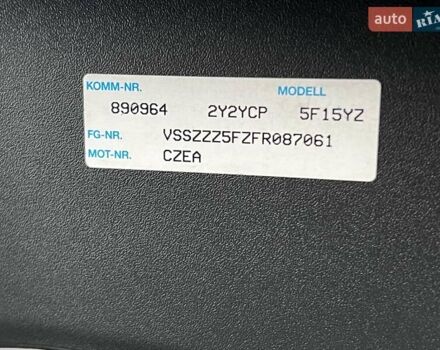 auto RIA
KOMM-NR. MODELL
890964 2Y2YCP 5F15YZ
FG-NR. VSSZZZ5FZFR087061
MOT-NR. CZEA